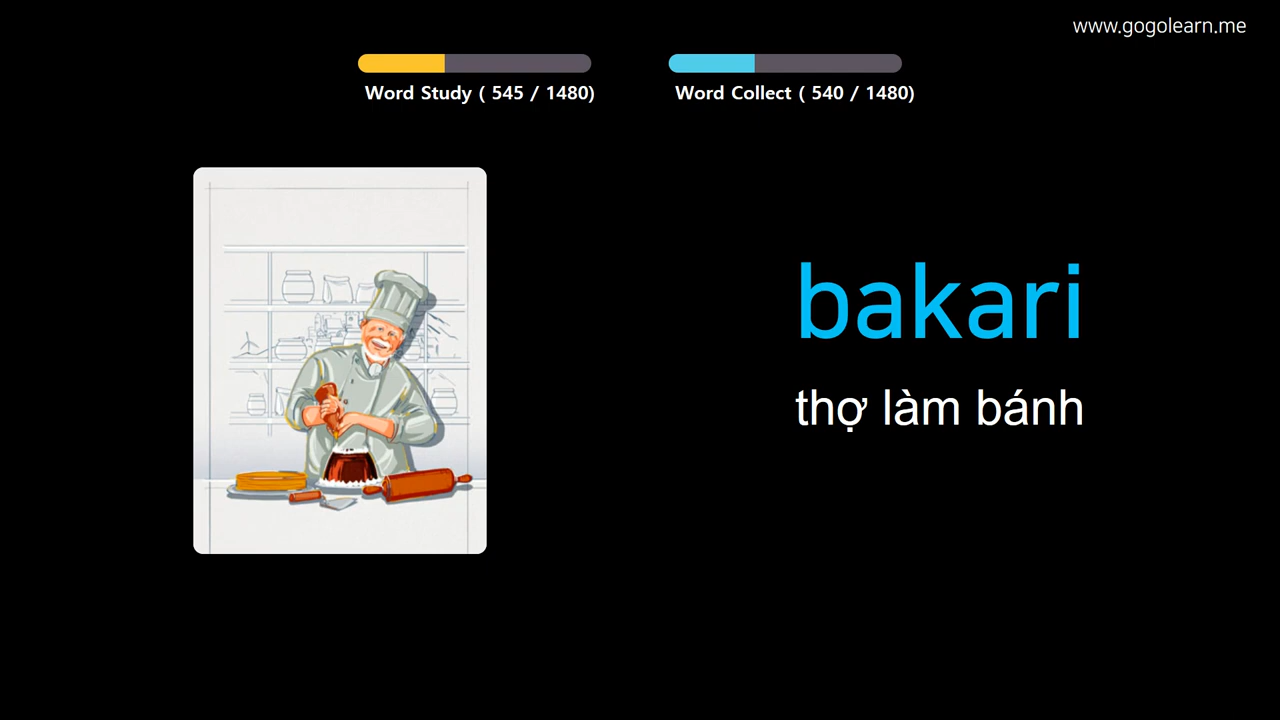 www.gogolearn.me
Word Study ( 545 / 1480)
Word Collect ( 540 / 1480)
bakari
thợ làm bánh